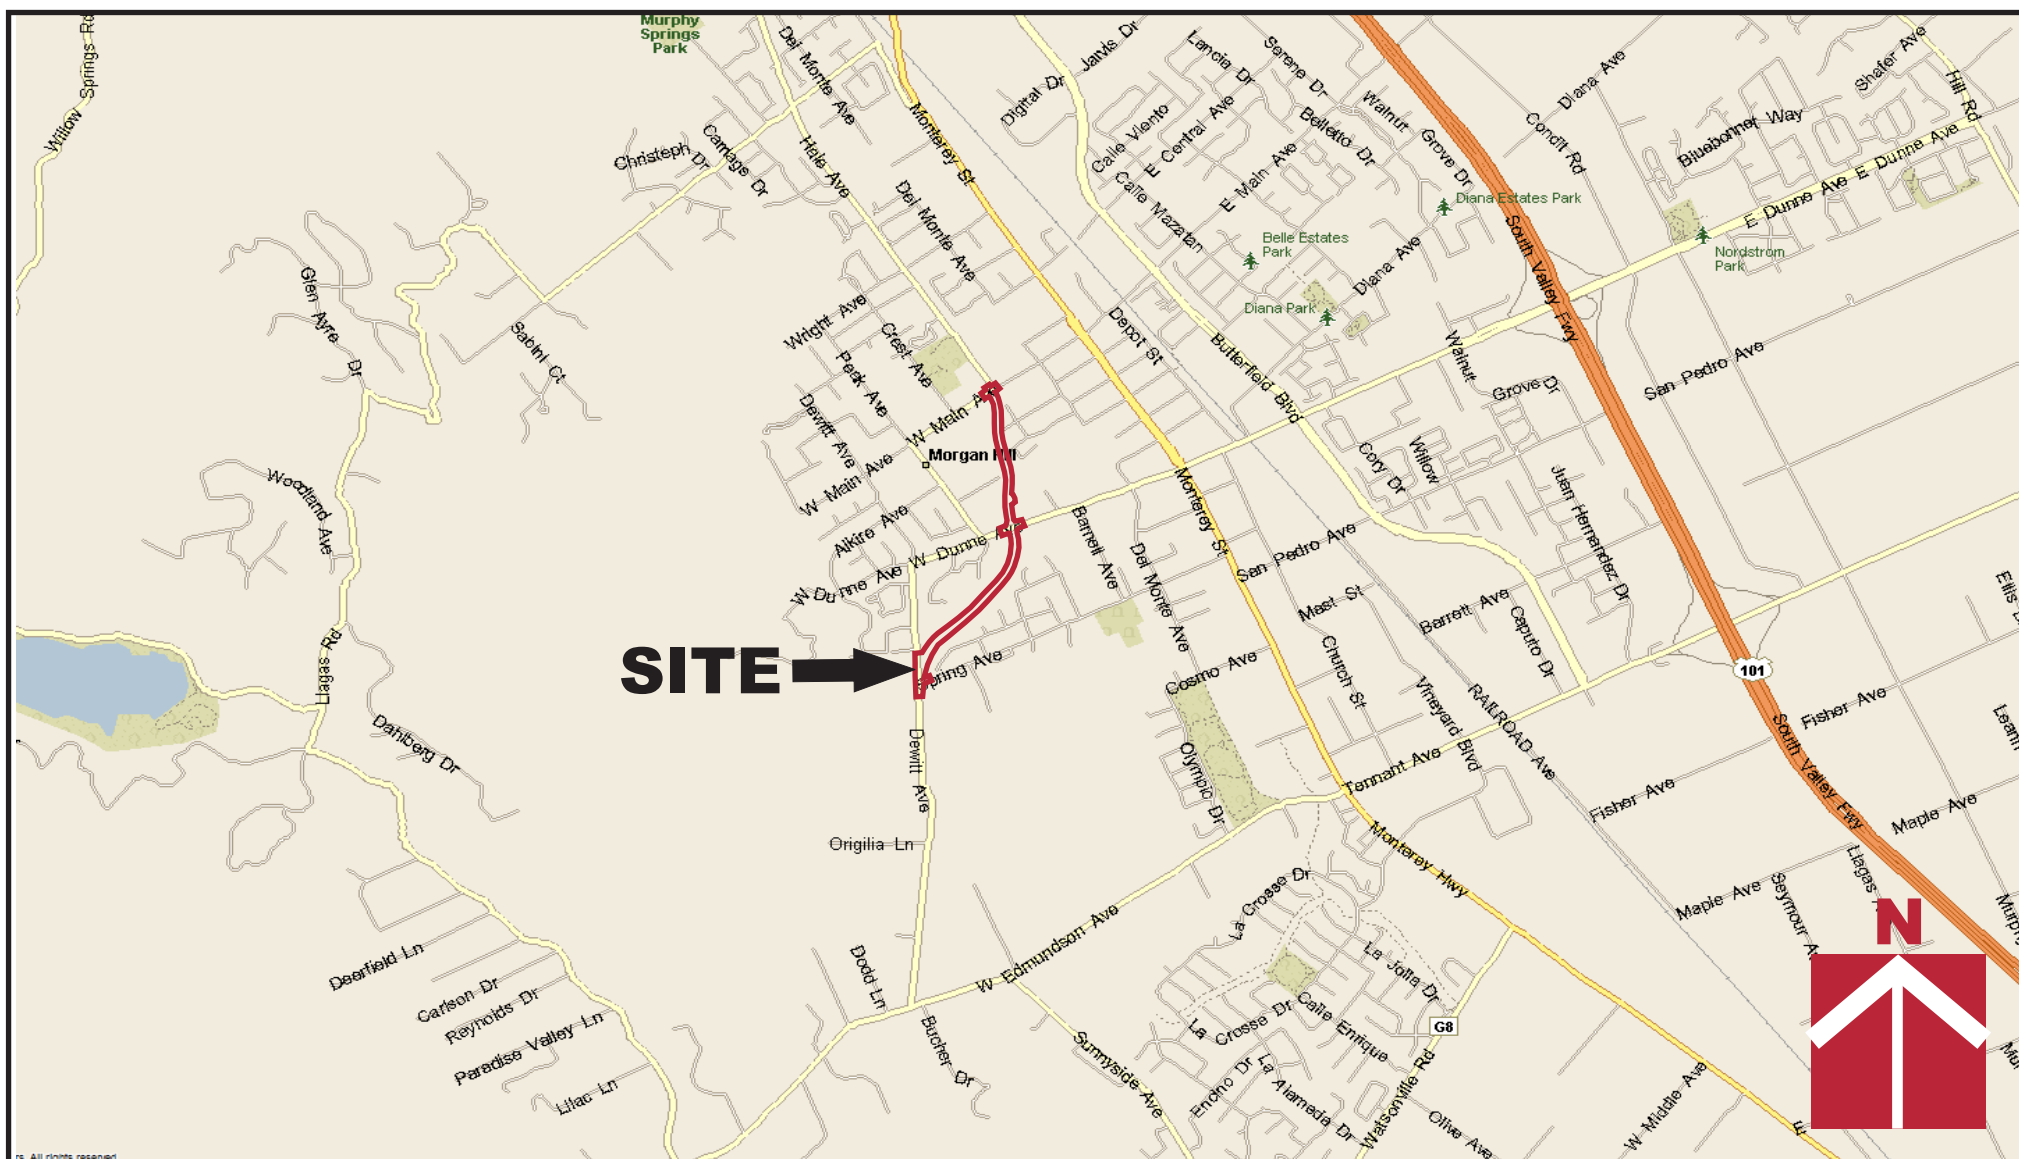 Murphy
Springs
Park
Willow Springs Rd
Del Monte Ave
Hale Ave
Monterey St
Christeph Dr
Carriage Dr
Del Monte Ave
Digital Dr
Jarvis Dr
Lancia Dr
Serene Dr
Walnut Grove Dr
Belletto Dr
Calle Viento
E Central Ave
E Main Ave
Calle Mazatan
Diana Ave
Condit Rd
Shafer Ave
Hill Rd
Bluebonnet Way
E Dunne Ave
E Dunne Ave
Diana Estates Park
Belle Estates
Park
Diana Ave
Diana Park
Nordstrom
Park
South Valley Fwy
Glen Ayre Dr
Sabini Ct
Wright Ave
Crest Ave
Peak Ave
Dewitt Ave
Depot St
Butterfield Blvd
Walnut Grove Dr
San Pedro Ave
W Main Ave
W Main Ave
Morgan Hill
Cory Dr
Willow
Monterey St
Juan Hernandez Dr
Woodland Ave
Alkire Ave
W Dunne Ave
W Dunne Ave
Barnell Ave
Del Monte Ave
San Pedro Ave
Mast St
Barrett Ave
Caputo Dr
Church St
Llagas Rd
SITE
Spring Ave
Cosmo Ave
Vineyard Blvd
RAILROAD Ave
101
South Valley Fwy
Fisher Ave
Dahlberg Dr
Dewitt Ave
Olympic Dr
Tennant Ave
Fisher Ave
Maple Ave
Origilia Ln
Monterey Hwy
La Crosse Dr
Maple Ave
Seymour
Llagas
N
Deerfield Ln
Carlson Dr
Reynolds Dr
Paradise Valley Ln
Lilac Ln
Dodd Ln
Bucher Dr
W Edmundson Ave
Sunnyside Ave
La Jolla Dr
La Crosse Dr
Calle Enrique
G8
Encino Dr
La Alameda Dr
Watsonville Rd
Olive Ave
W Middle Ave
All rights reserved